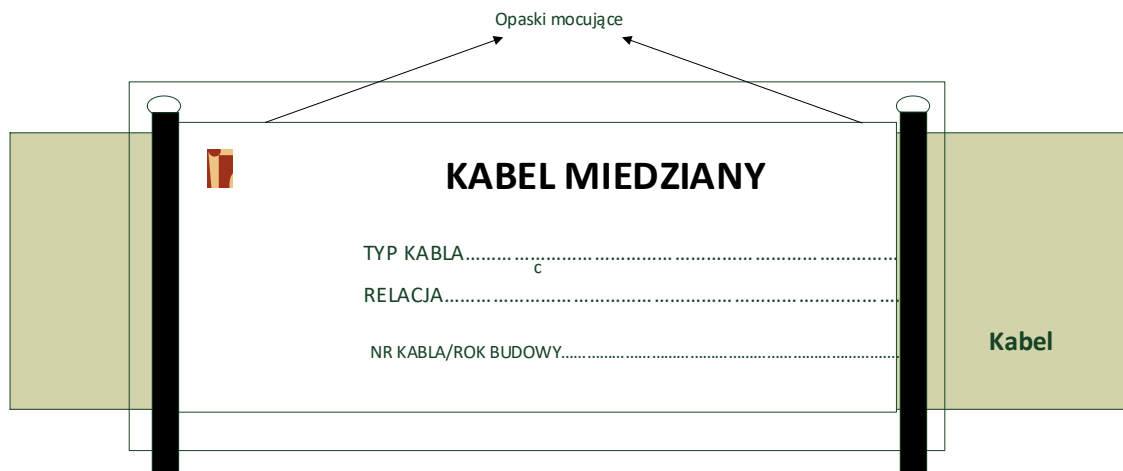 Opaski mocujące
KABEL MIEDZIANY
TYP KABLA……………………………………………………………………
c
RELACJA…………………………………………………………………………
Kabel
NR KABLA/ROK BUDOWY…………………………………………………………